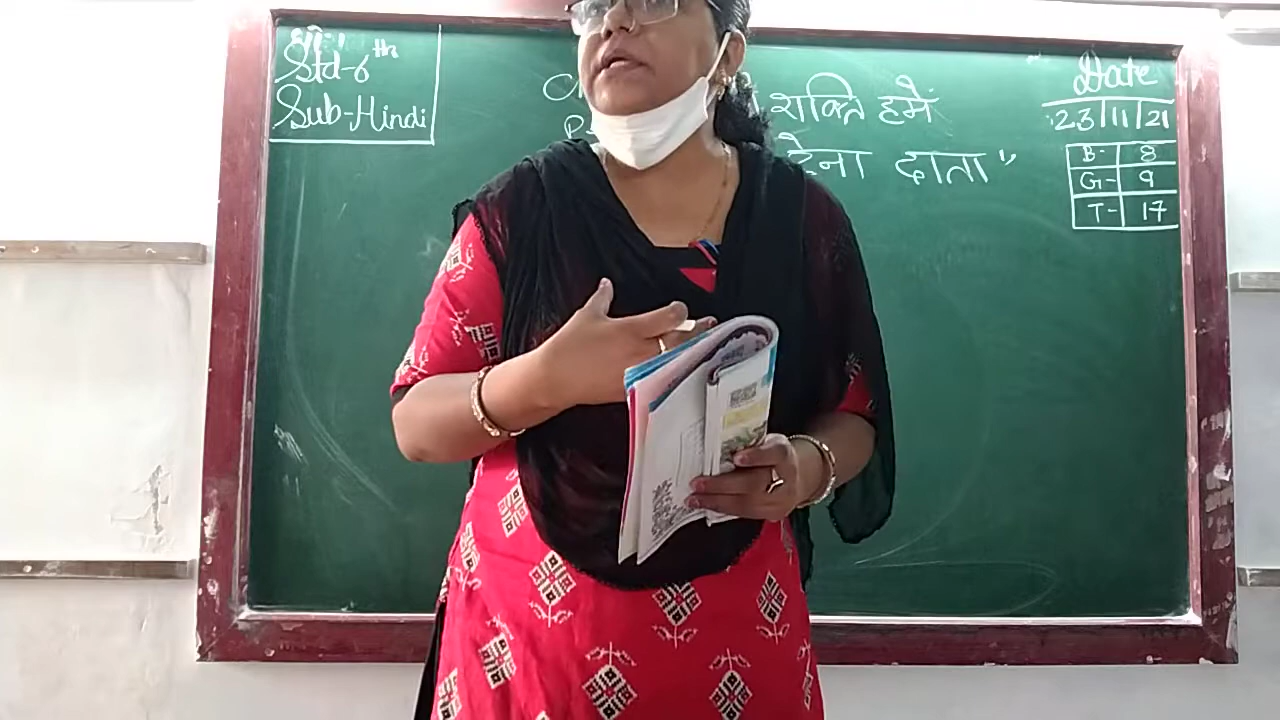 Std-6th
Sub-Hindi
शक्ति हमें
देना दाता"
Date
23/11/21
B- 8
G- 9
T- 17